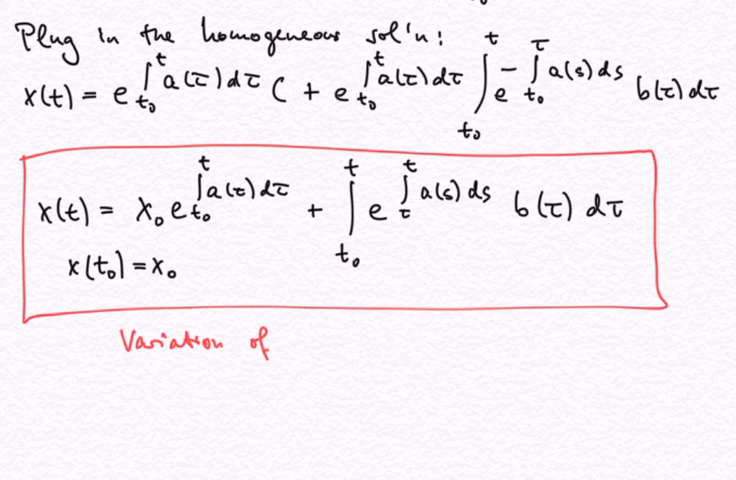 Plug in the homogeneous sol'n:
x(t) = e^{∫_{t₀}^{t} a(τ)dτ} C + e^{∫_{t₀}^{t} a(τ)dτ} ∫_{t₀}^{t} e^{-∫_{t₀}^{τ} a(s)ds} b(τ)dτ
x(t) = x₀ e^{∫_{t₀}^{t} a(τ)dτ} + ∫_{t₀}^{t} e^{∫_{τ}^{t} a(s)ds} b(τ) dτ
x(t₀) = x₀
Variation of